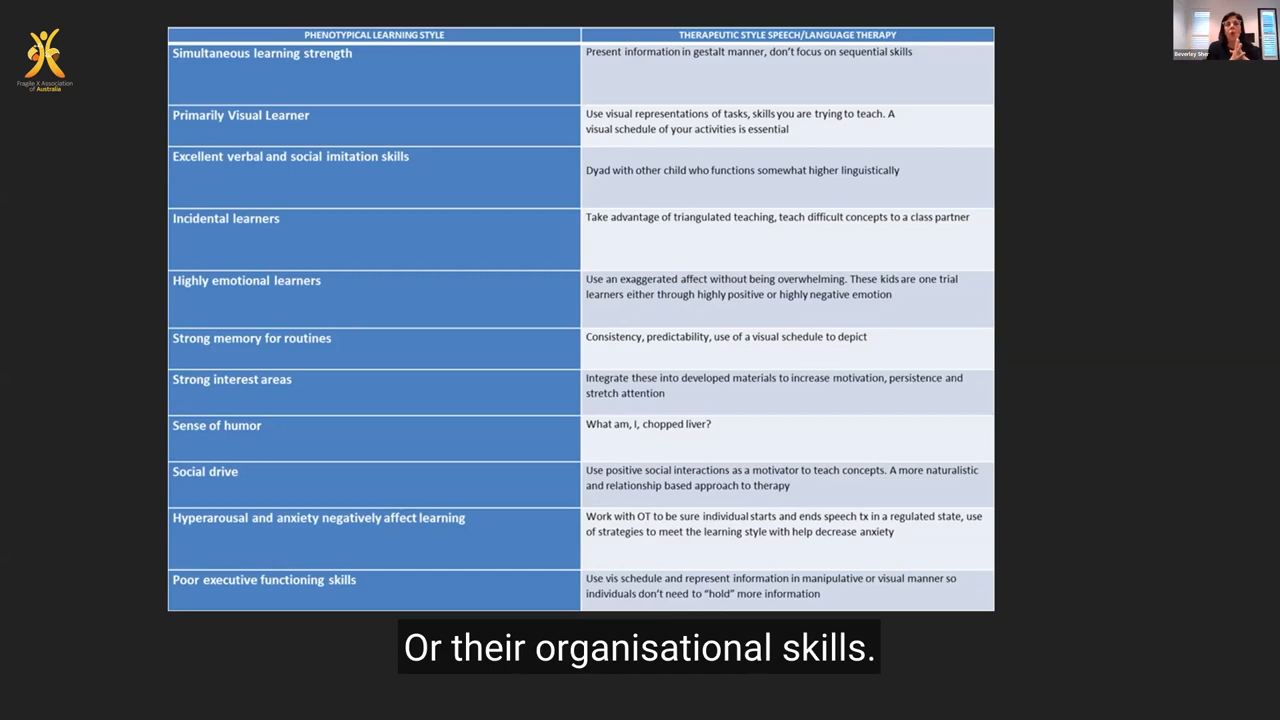 Fragile X Association
of Australia
PHENOTYPICAL LEARNING STYLE
THERAPEUTIC STYLE SPEECH/LANGUAGE THERAPY
Simultaneous learning strength
Present information in gestalt manner, don't focus on sequential skills
Primarily Visual Learner
Use visual representations of tasks, skills you are trying to teach. A
visual schedule of your activities is essential
Excellent verbal and social imitation skills
Dyad with other child who functions somewhat higher linguistically
Incidental learners
Take advantage of triangulated teaching, teach difficult concepts to a class partner
Highly emotional learners
Use an exaggerated affect without being overwhelming. These kids are one trial
learners either through highly positive or highly negative emotion
Strong memory for routines
Consistency, predictability, use of a visual schedule to depict
Strong interest areas
Integrate these into developed materials to increase motivation, persistence and
stretch attention
Sense of humor
What am, I, chopped liver?
Social drive
Use positive social interactions as a motivator to teach concepts. A more naturalistic
and relationship based approach to therapy
Hyperarousal and anxiety negatively affect learning
Work with OT to be sure individual starts and ends speech tx in a regulated state, use
of strategies to meet the learning style with help decrease anxiety
Poor executive functioning skills
Use vis schedule and represent information in manipulative or visual manner so
individuals don't need to “hold” more information
Beverley
Or their organisational skills.